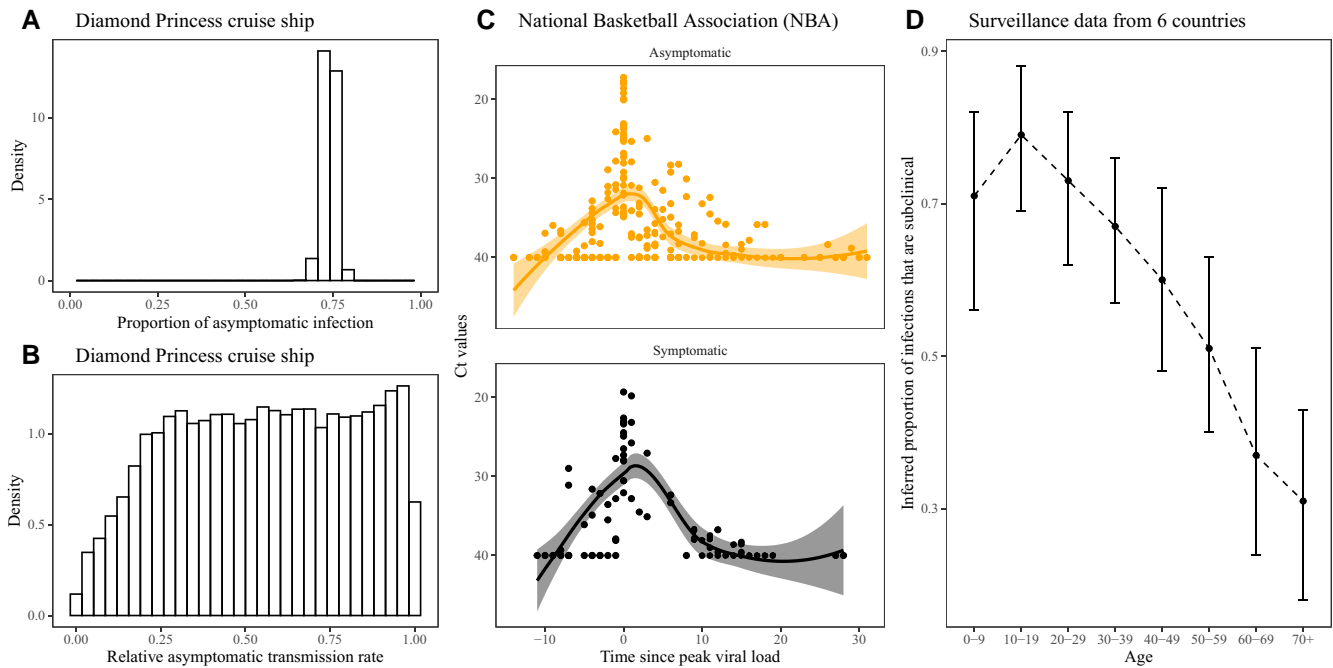 A Diamond Princess cruise ship
Density
10
5
0
0.00 0.25 0.50 0.75 1.00
Proportion of asymptomatic infection
B Diamond Princess cruise ship
Density
1.0
0.5
0.0
0.00 0.25 0.50 0.75 1.00
Relative asymptomatic transmission rate
C National Basketball Association (NBA)
Ct values
Asymptomatic
20
30
40
Symptomatic
20
30
40
−10 0 10 20 30
Time since peak viral load
D Surveillance data from 6 countries
Inferred proportion of infections that are subclinical
0.9
0.7
0.5
0.3
0−9 10−19 20−29 30−39 40−49 50−59 60−69 70+
Age